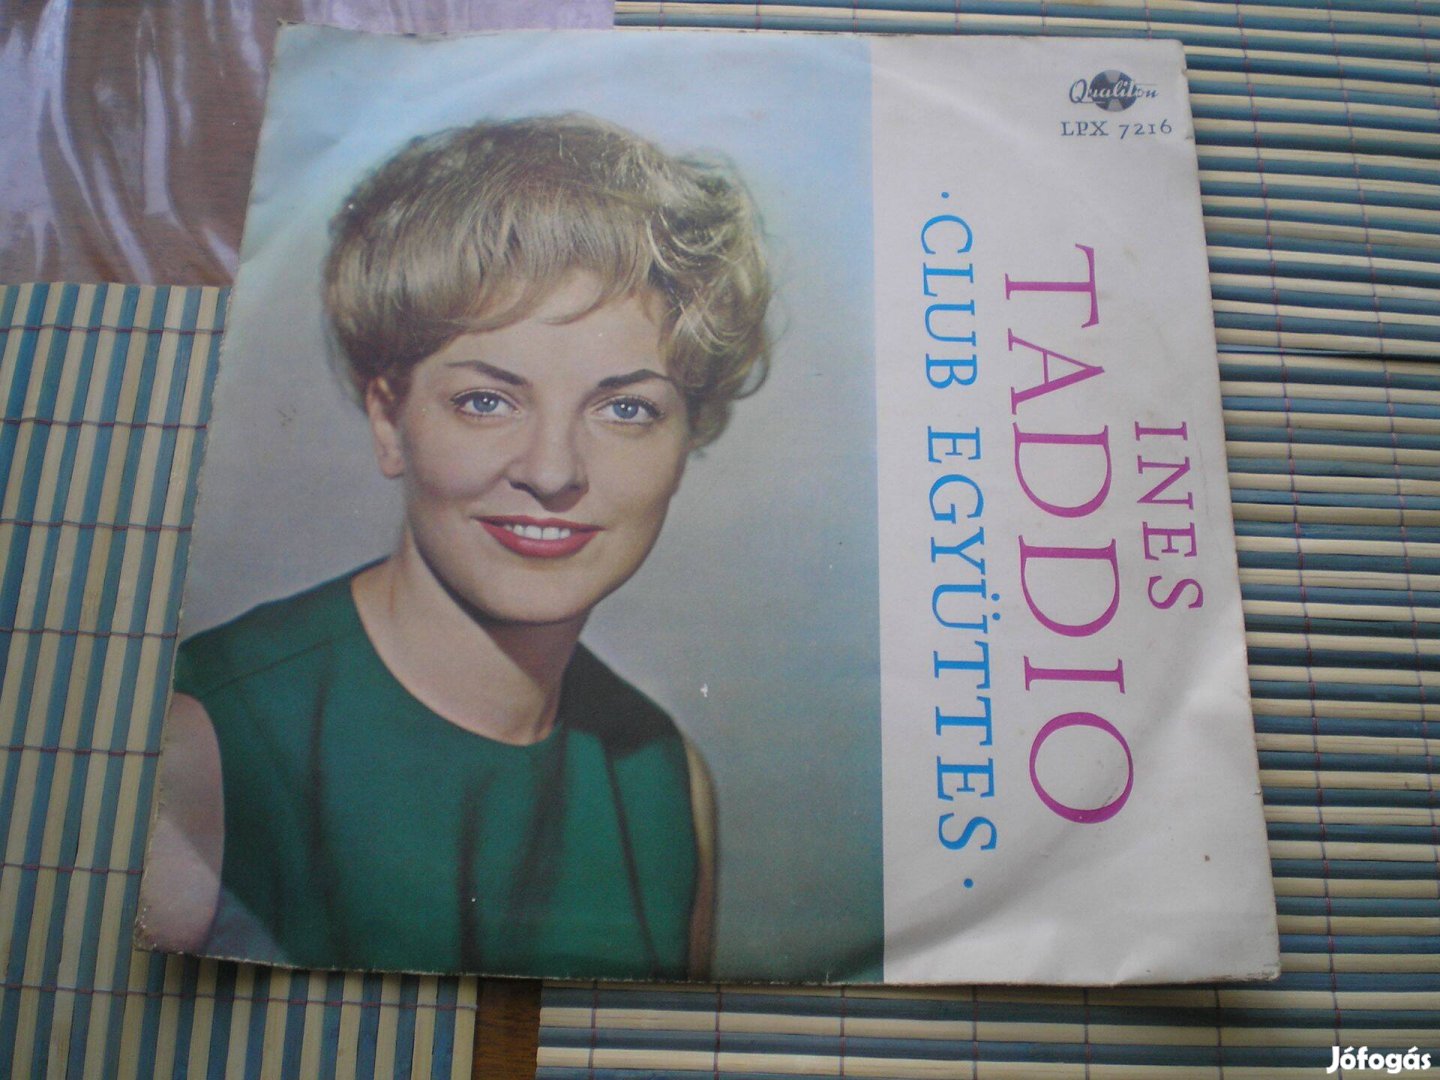 Qualiton
LPX 7216
INES
TADDIO
· CLUB EGYÜTTES ·
Jófogás